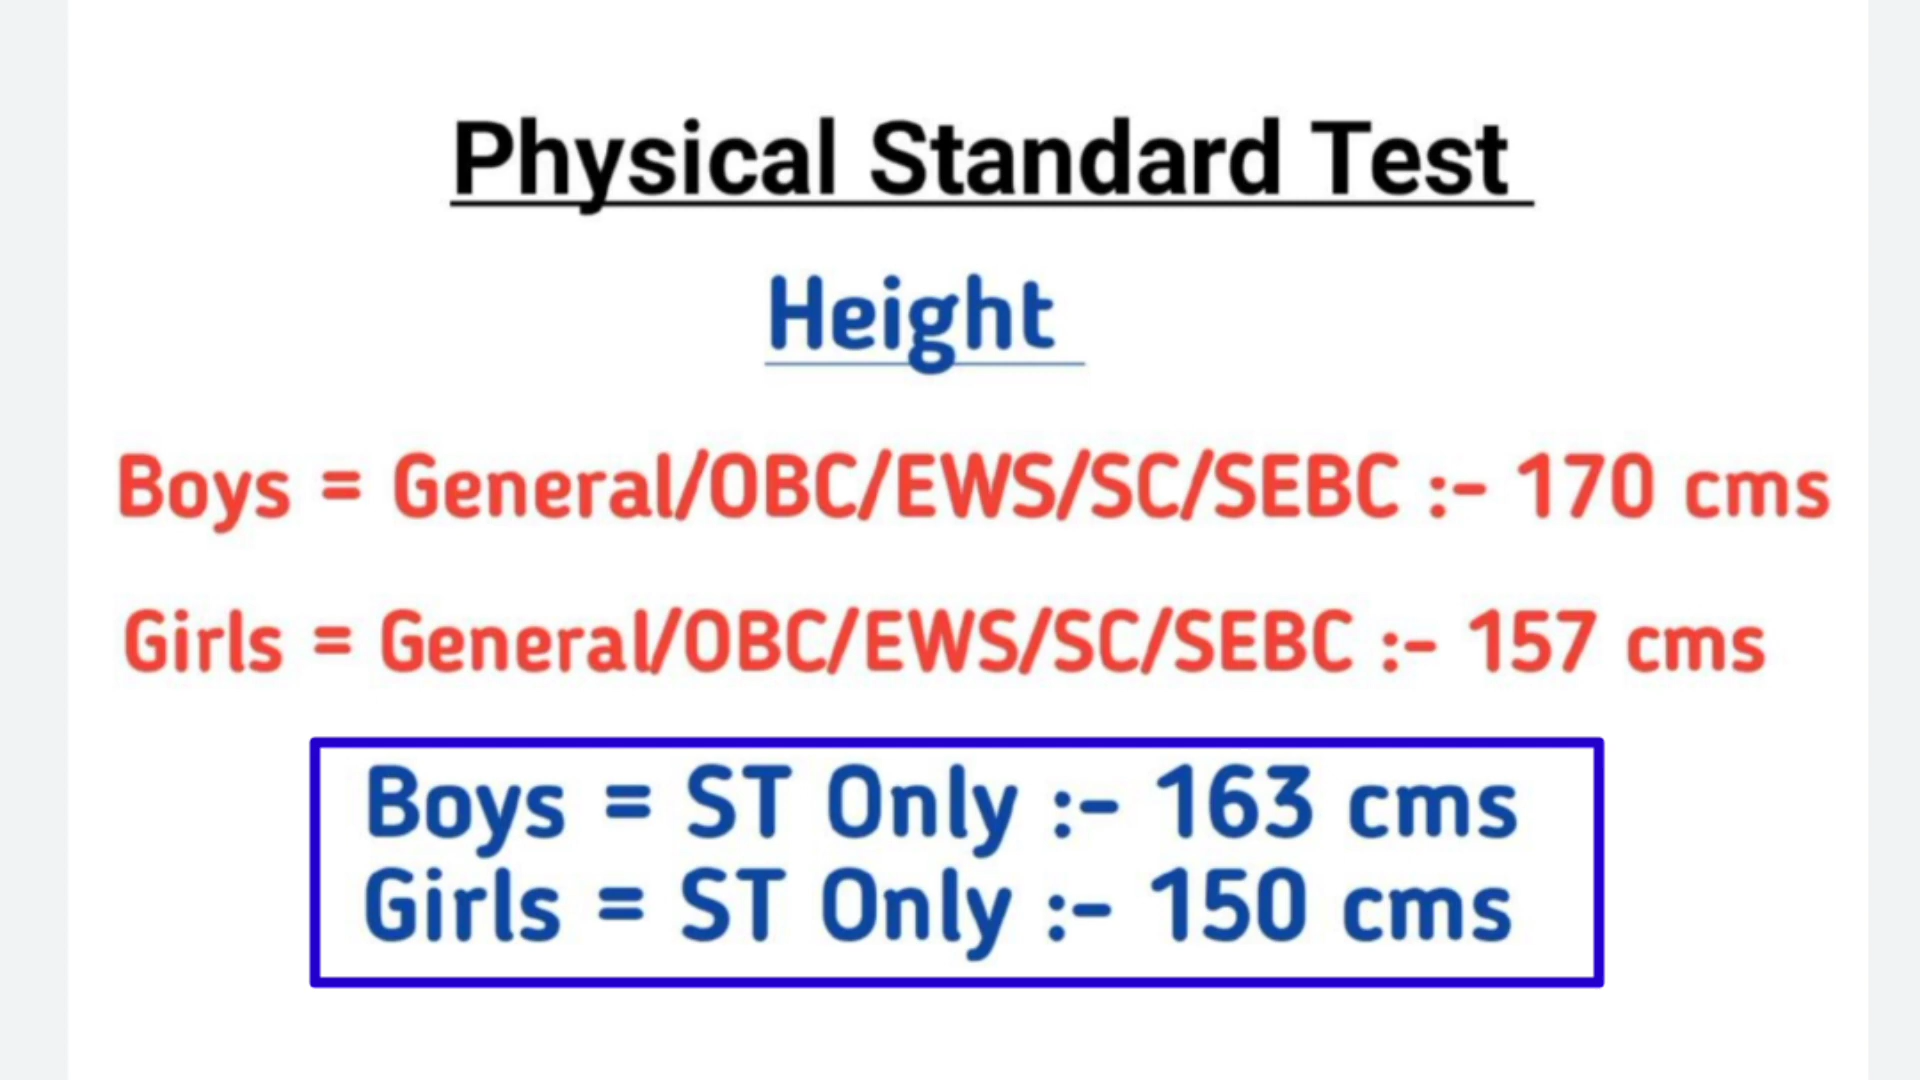 Physical Standard Test
Height
Boys = General/OBC/EWS/SC/SEBC :- 170 cms
Girls = General/OBC/EWS/SC/SEBC :- 157 cms
Boys = ST Only :- 163 cms
Girls = ST Only :- 150 cms